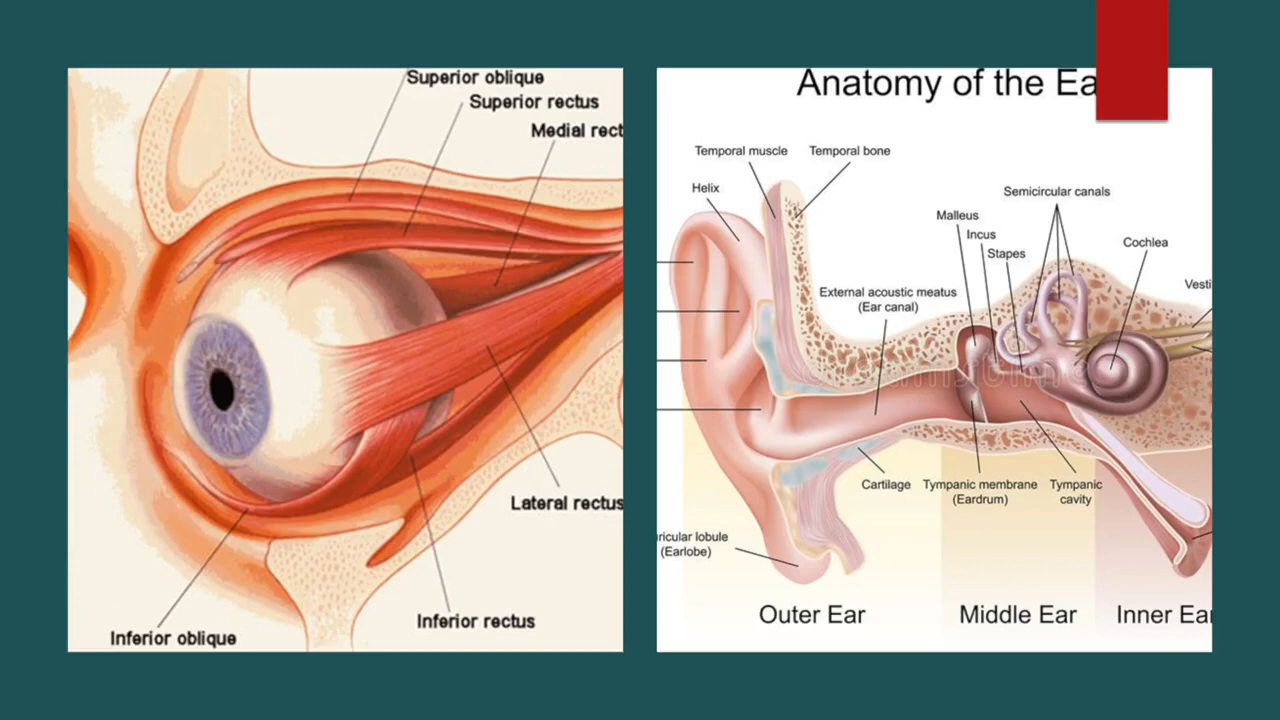 Superior oblique
Superior rectus
Medial rect
Lateral rectus
Inferior rectus
Inferior oblique
Anatomy of the Ea
Temporal muscle
Temporal bone
Helix
Semicircular canals
Malleus
Incus
Stapes
Cochlea
Vesti
External acoustic meatus
(Ear canal)
Cartilage
Tympanic membrane
(Eardrum)
Tympanic
cavity
ricular lobule
(Earlobe)
Outer Ear
Middle Ear
Inner Ear